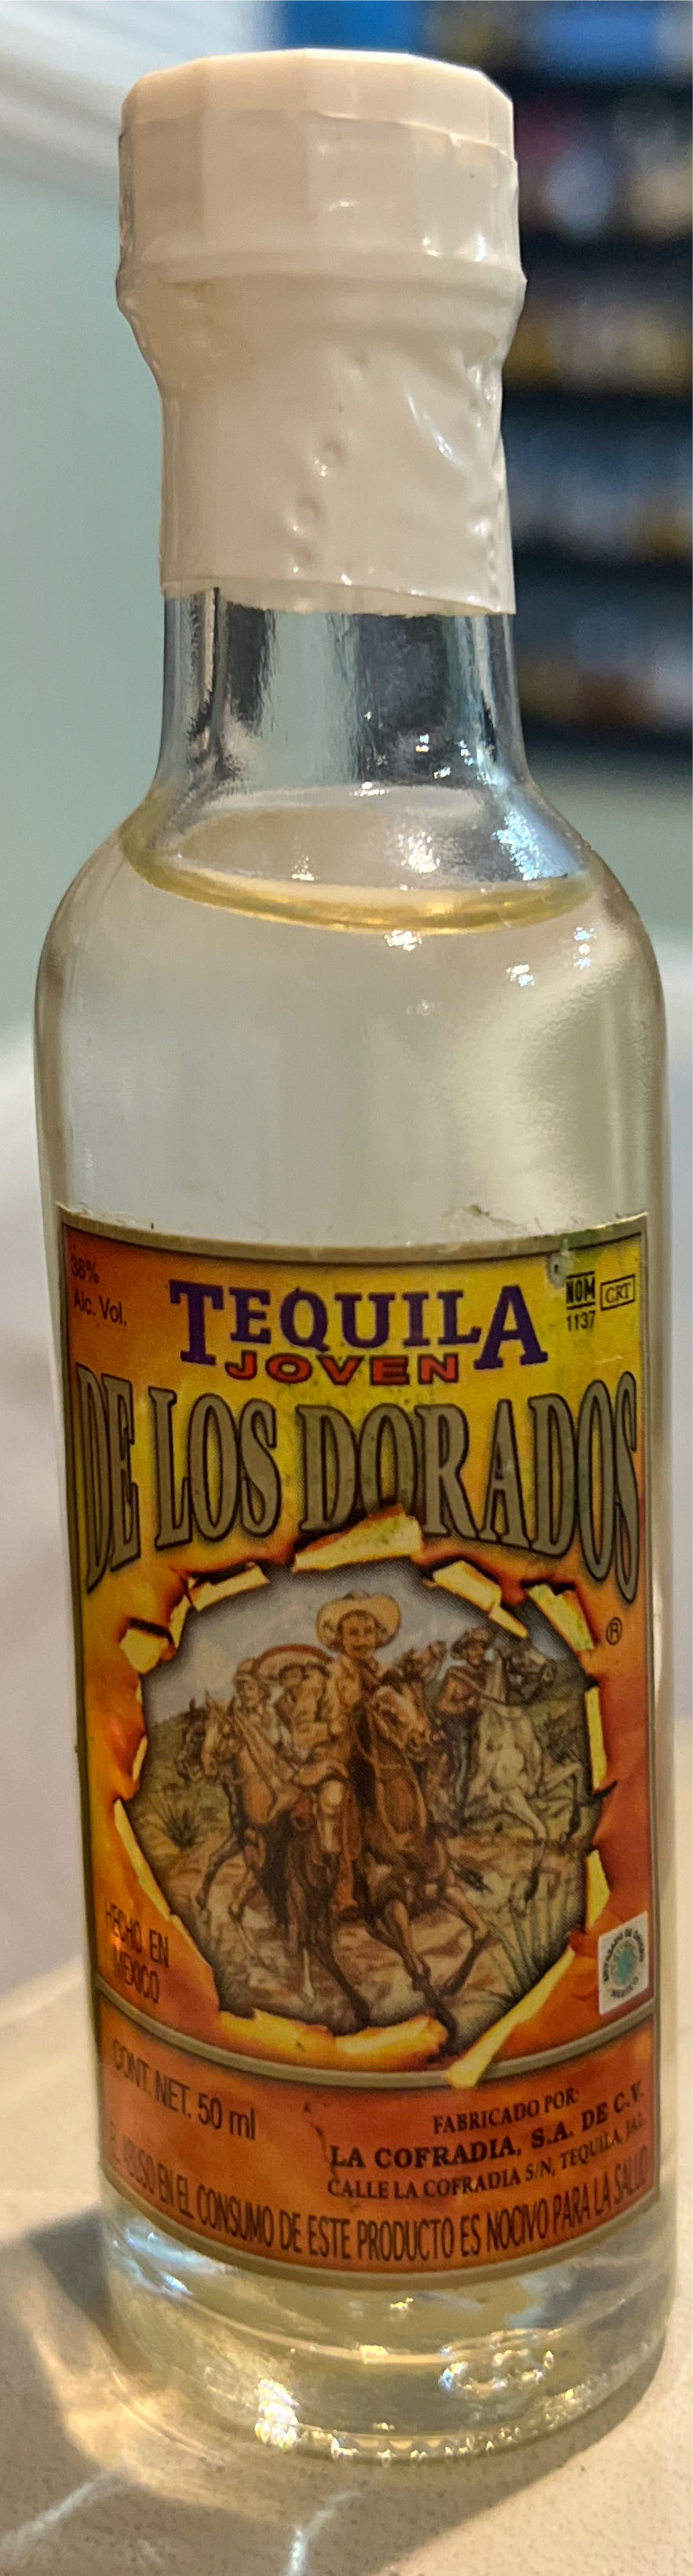 38%
Alc. Vol.
NOM
1137
CRT
TEQUILA
JOVEN
DE LOS DORADOS
®
HECHO EN
MEXICO
CONT. NET. 50 ml
FABRICADO POR:
LA COFRADIA, S.A. DE C.V.
CALLE LA COFRADIA S/N, TEQUILA, JAL.
EL ABUSO EN EL CONSUMO DE ESTE PRODUCTO ES NOCIVO PARA LA SALUD